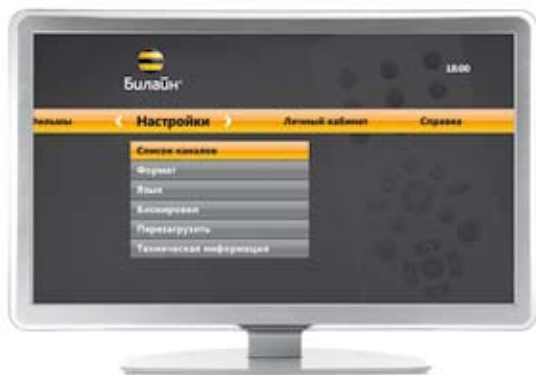 Билайн
18:00
Фильмы Настройки Личный кабинет Справка
Список каналов
Формат
Язык
Блокировки
Перезагрузить
Техническая информация